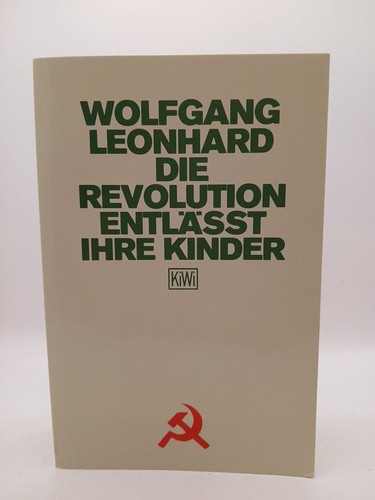 WOLFGANG
LEONHARD
DIE
REVOLUTION
ENTLÄSST
IHRE KINDER
KiWi